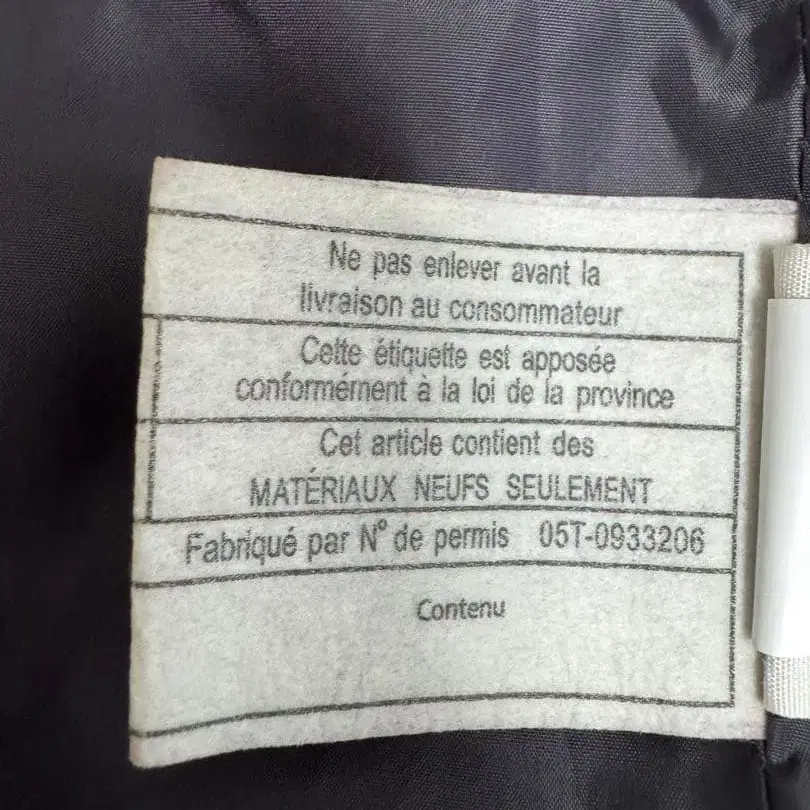 Ne pas enlever avant la
livraison au consommateur
Cette étiquette est apposée
conformément à la loi de la province
Cet article contient des
MATÉRIAUX NEUFS SEULEMENT
Fabriqué par N° de permis 05T-0933206
Contenu